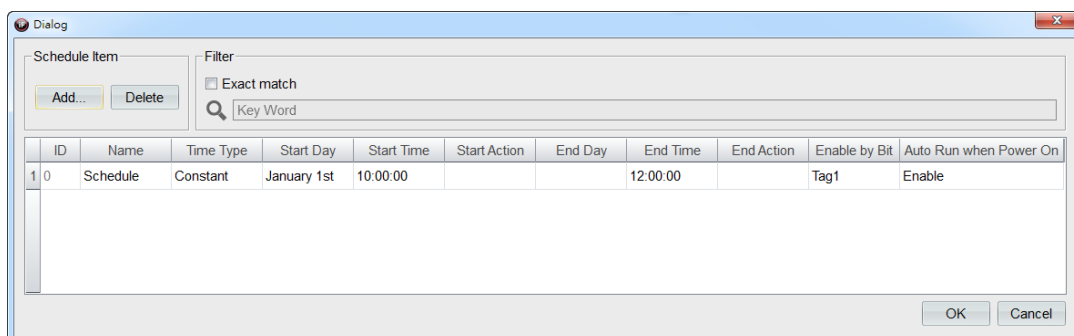 Dialog
x
Schedule Item
Filter
Exact match
Add... Delete
Key Word
ID Name Time Type Start Day Start Time Start Action End Day End Time End Action Enable by Bit Auto Run when Power On
1 0 Schedule Constant January 1st 10:00:00 12:00:00 Tag1 Enable
OK Cancel